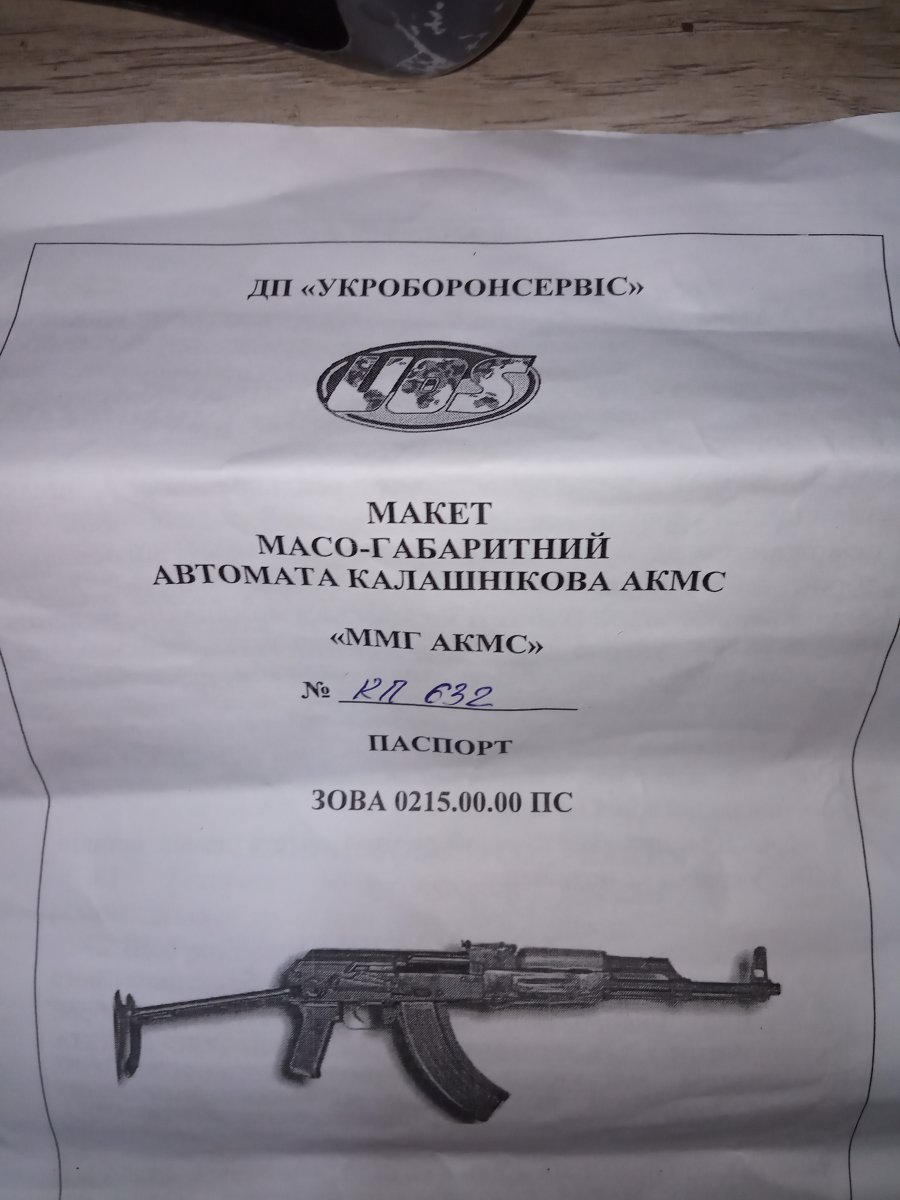 ДП «УКРОБОРОНСЕРВІС»
UDS
МАКЕТ
МАСО-ГАБАРИТНИЙ
АВТОМАТА КАЛАШНІКОВА АКМС
«ММГ АКМС»
№ КП 632
ПАСПОРТ
ЗОВА 0215.00.00 ПС